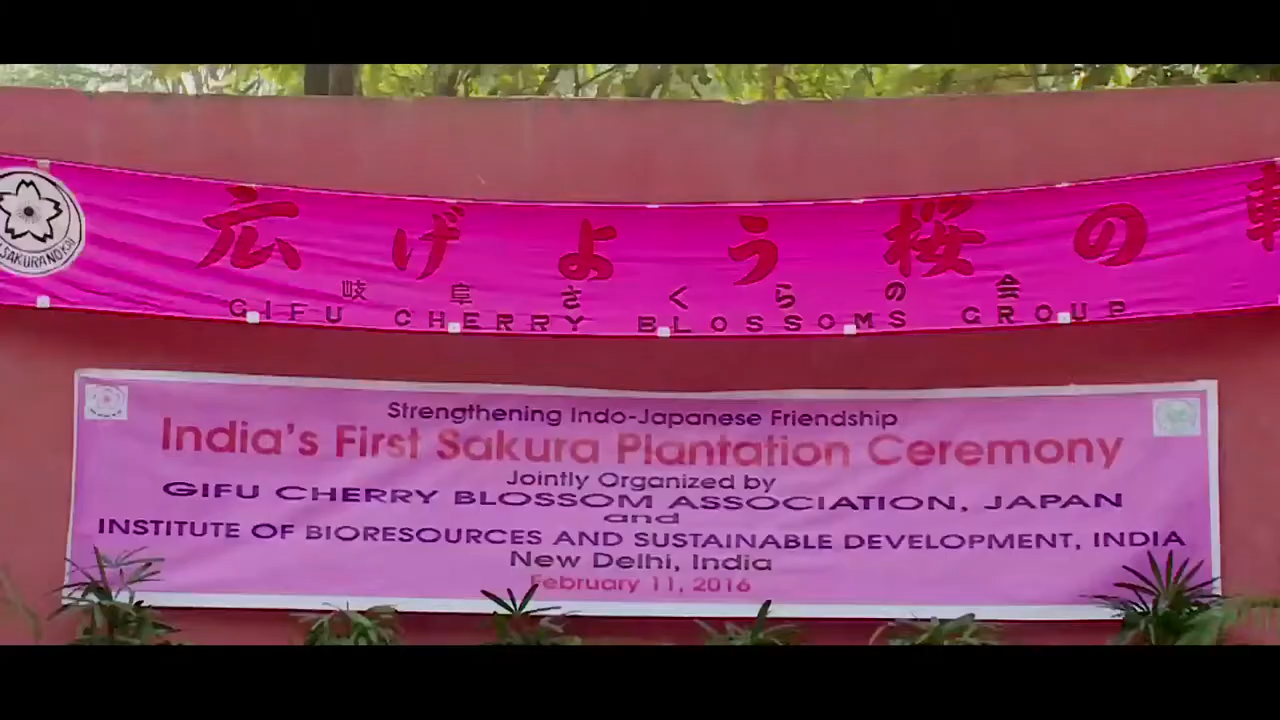 広げよう桜の
岐阜さくらの会
GIFU CHERRY BLOSSOMS GROUP
SAKURANOKAI
Strengthening Indo-Japanese Friendship
India's First Sakura Plantation Ceremony
Jointly Organized by
GIFU CHERRY BLOSSOM ASSOCIATION, JAPAN
and
INSTITUTE OF BIORESOURCES AND SUSTAINABLE DEVELOPMENT, INDIA
New Delhi, India
February 11, 2016